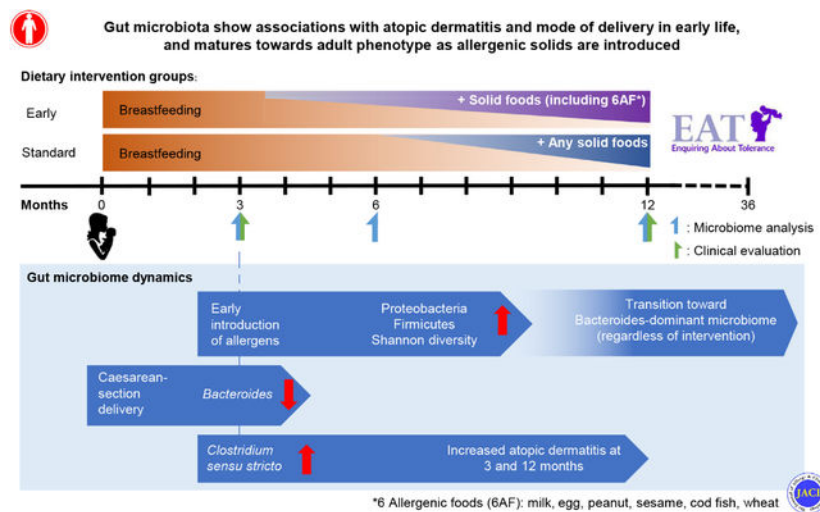 Gut microbiota show associations with atopic dermatitis and mode of delivery in early life,
and matures towards adult phenotype as allergenic solids are introduced
Dietary intervention groups:
Early
Breastfeeding
+ Solid foods (including 6AF*)
Standard
Breastfeeding
+ Any solid foods
EAT
Enquiring About Tolerance
Months
0
3
6
12
36
: Microbiome analysis
: Clinical evaluation
Gut microbiome dynamics
Early
introduction
of allergens
Proteobacteria
Firmicutes
Shannon diversity
Transition toward
Bacteroides-dominant microbiome
(regardless of intervention)
Caesarean-
section
delivery
Bacteroides
Clostridium
sensu stricto
Increased atopic dermatitis at
3 and 12 months
*6 Allergenic foods (6AF): milk, egg, peanut, sesame, cod fish, wheat
JACI